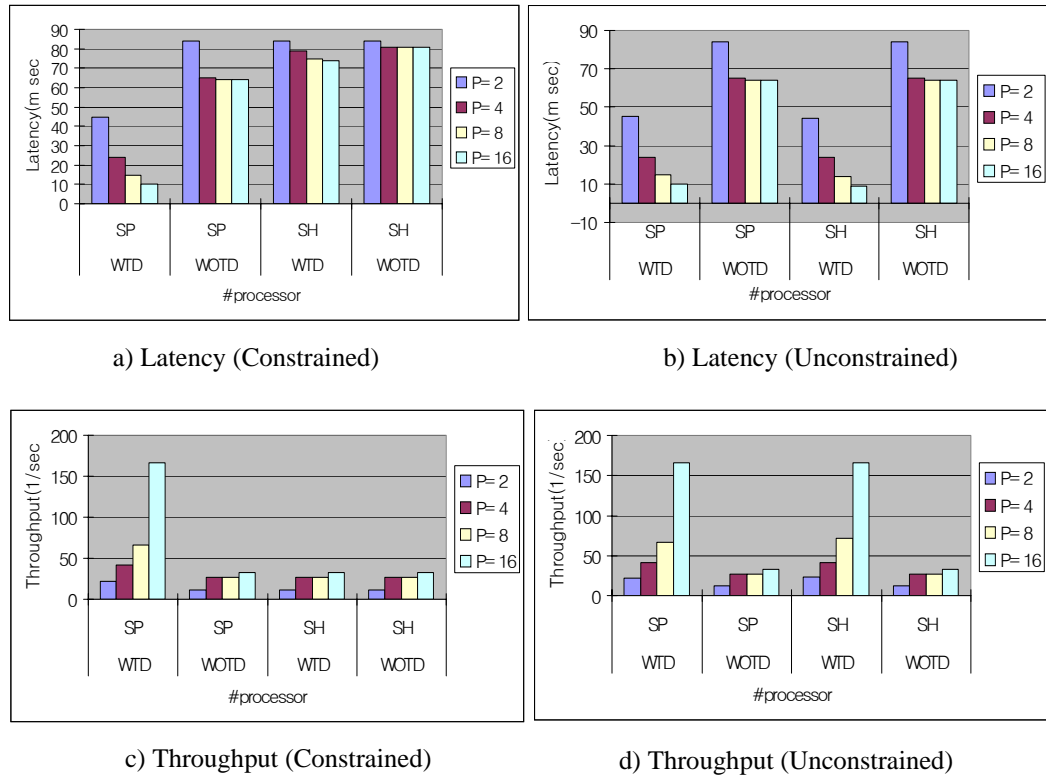 90
80
70
60
50
40
30
20
10
0
Latency(m sec)
SP SP SH SH
WTD WOTD WTD WOTD
#processor
P= 2
P= 4
P= 8
P= 16
a) Latency (Constrained)
90
70
50
30
10
−10
Latency(m sec)
SP SP SH SH
WTD WOTD WTD WOTD
#processor
P= 2
P= 4
P= 8
P= 16
b) Latency (Unconstrained)
200
150
100
50
0
Throughput(1/sec
SP SP SH SH
WTD WOTD WTD WOTD
#processor
P= 2
P= 4
P= 8
P= 16
c) Throughput (Constrained)
200
150
100
50
0
Throughput(1/sec
SP SP SH SH
WTD WOTD WTD WOTD
#processor
P= 2
P= 4
P= 8
P= 16
d) Throughput (Unconstrained)